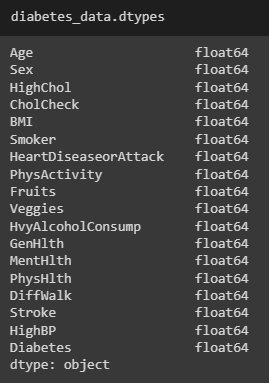 diabetes_data.dtypes
Age float64
Sex float64
HighChol float64
CholCheck float64
BMI float64
Smoker float64
HeartDiseaseorAttack float64
PhysActivity float64
Fruits float64
Veggies float64
HvyAlcoholConsump float64
GenHlth float64
MentHlth float64
PhysHlth float64
DiffWalk float64
Stroke float64
HighBP float64
Diabetes float64
dtype: object